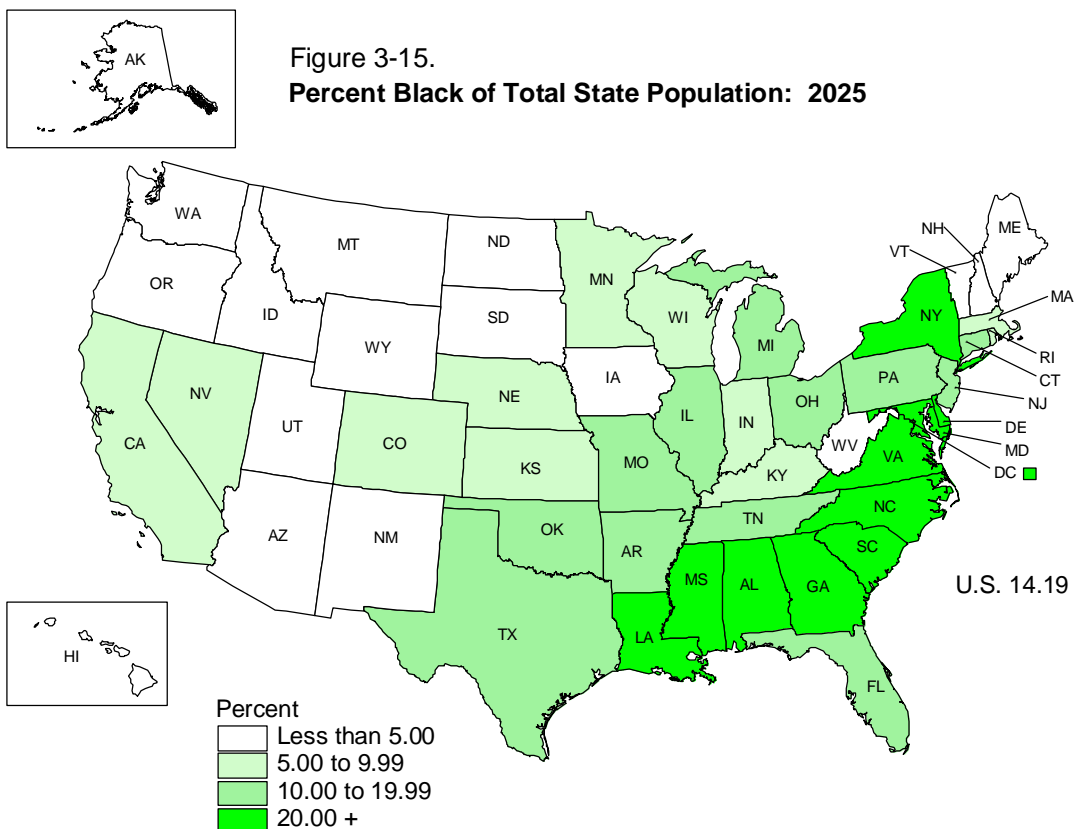 AK
Figure 3-15.
Percent Black of Total State Population:  2025
WA
MT
ND
MN
NH
ME
VT
OR
ID
SD
WI
NY
MA
WY
MI
RI
IA
PA
CT
NV
NE
NJ
IL
IN
OH
UT
DE
CA
CO
WV
MD
KS
MO
KY
VA
DC
NC
TN
AZ
NM
OK
AR
SC
MS
AL
GA
U.S. 14.19
TX
LA
HI
FL
Percent
Less than 5.00
5.00 to 9.99
10.00 to 19.99
20.00 +